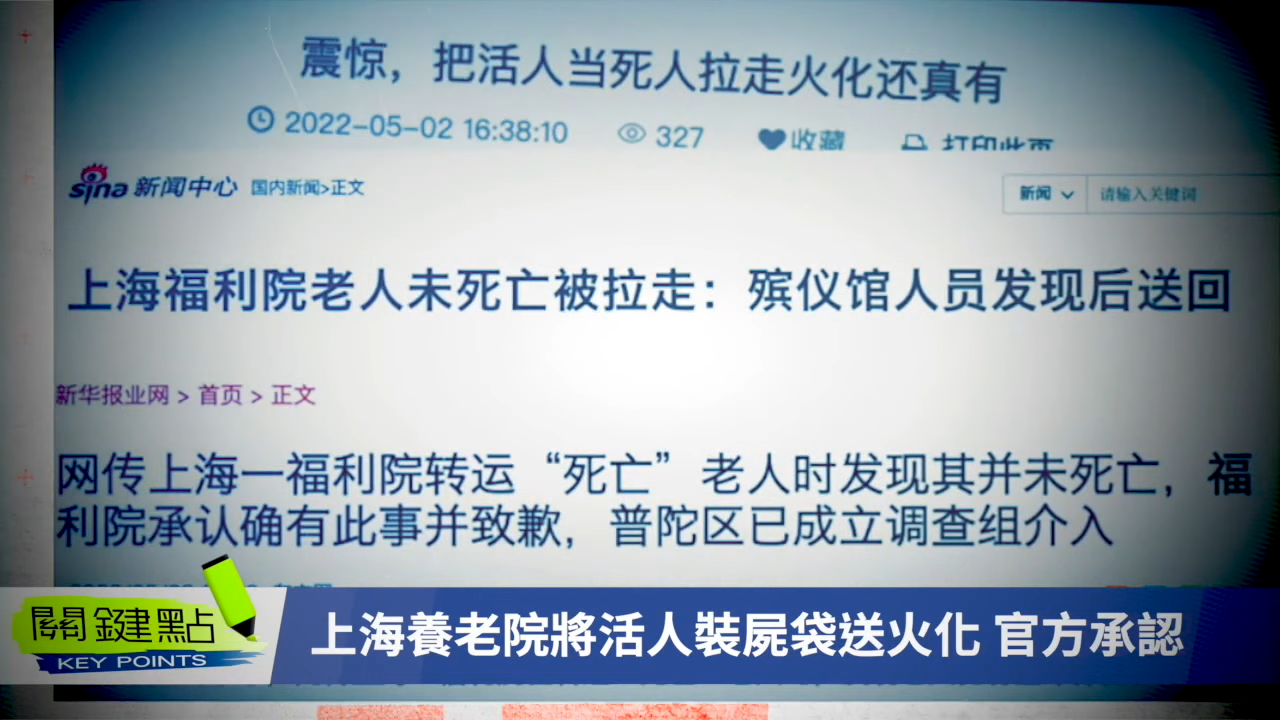 震惊，把活人当死人拉走火化还真有
2022-05-02 16:38:10 327 收藏 打印此页
sina 新闻中心 国内新闻>正文 新闻 请输入关键词
上海福利院老人未死亡被拉走：殡仪馆人员发现后送回
新华报业网 > 首页 > 正文
网传上海一福利院转运“死亡”老人时发现其并未死亡，福
利院承认确有此事并致歉，普陀区已成立调查组介入
關鍵點
KEY POINTS
上海養老院將活人裝屍袋送火化 官方承認